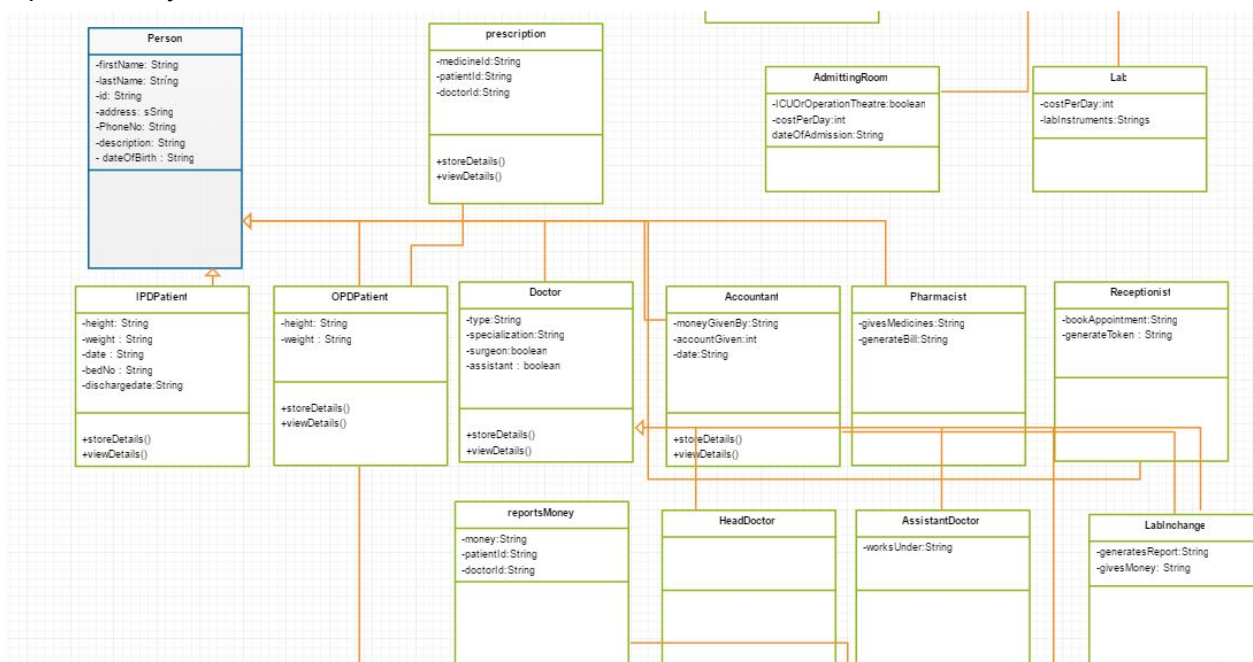 Person
-firstName: String
-lastName: String
-id: String
-address: sSring
-PhoneNo: String
-description: String
- dateOfBirth : String
prescription
-medicineId:String
-patientId:String
-doctorId:String
+storeDetails()
+viewDetails()
AdmittingRoom
-ICUOrOperationTheatre:boolean
-costPerDay:int
dateOfAdmission:String
Lab
-costPerDay:int
-labInstruments:Strings
IPDPatient
-height: String
-weight : String
-date : String
-bedNo : String
-dischargedate:String
+storeDetails()
+viewDetails()
OPDPatient
-height: String
-weight : String
+storeDetails()
+viewDetails()
Doctor
-type:String
-specialization:String
-surgeon:boolean
-assistant : boolean
+storeDetails()
+viewDetails()
Accountant
-moneyGivenBy:String
-accountGiven:int
-date:String
+storeDetails()
+viewDetails()
Pharmacist
-givesMedicines:String
-generateBill:String
Receptionist
-bookAppointment:String
-generateToken : String
reportsMoney
-money:String
-patientId:String
-doctorId:String
HeadDoctor
AssistantDoctor
-worksUnder:String
LabInchange
-generatesReport:String
-givesMoney: String